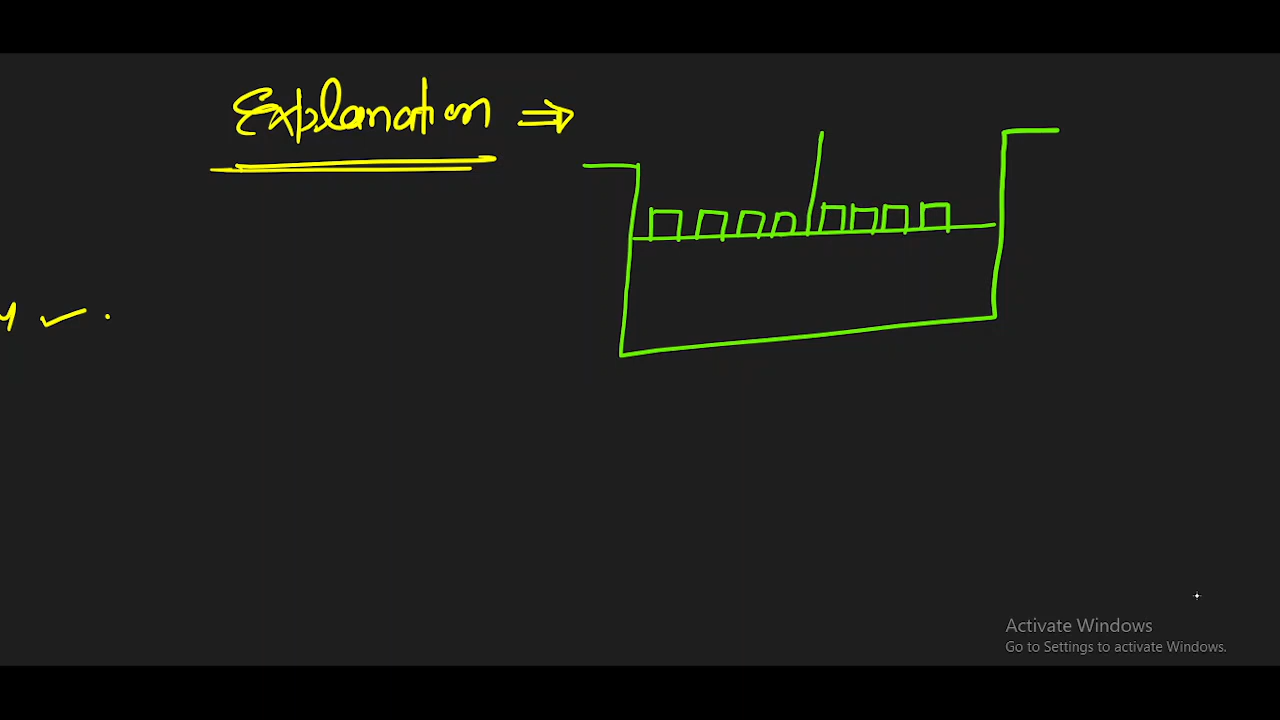 Explanation ⇒
Activate Windows
Go to Settings to activate Windows.